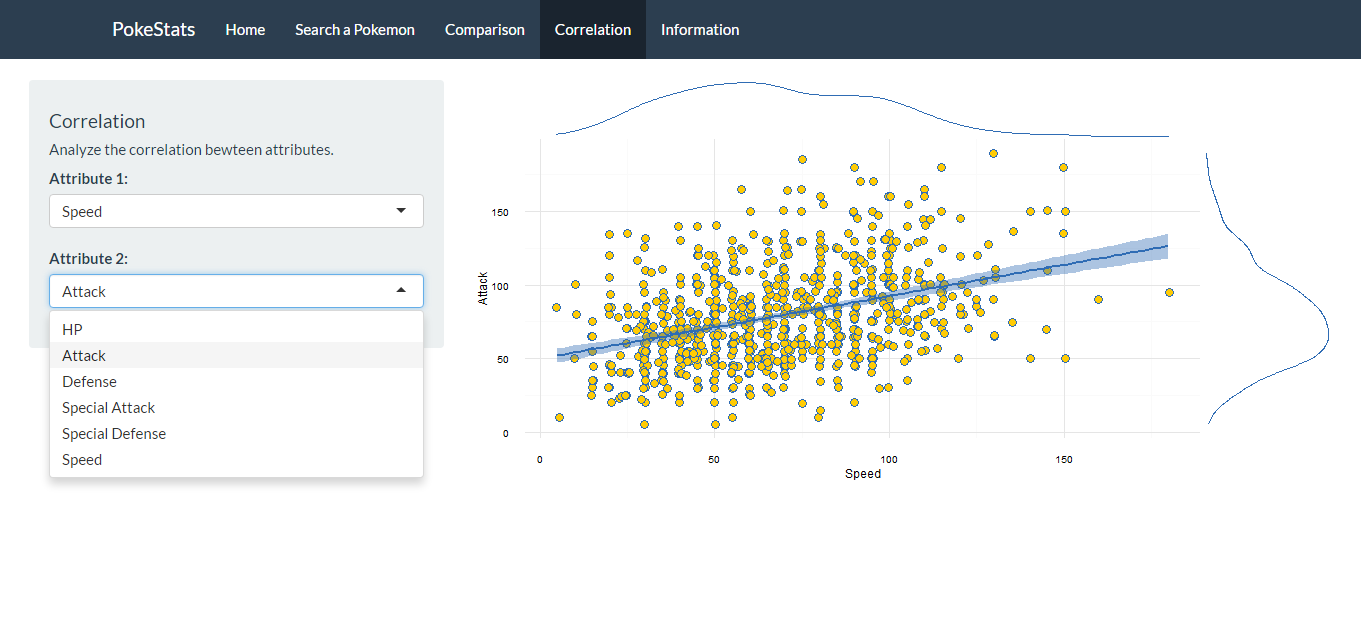 PokeStats Home Search a Pokemon Comparison Correlation Information
Correlation
Analyze the correlation bewteen attributes.
Attribute 1:
Speed
Attribute 2:
Attack
HP
Attack
Defense
Special Attack
Special Defense
Speed
Attack
150
100
50
0
0 50 100 150
Speed